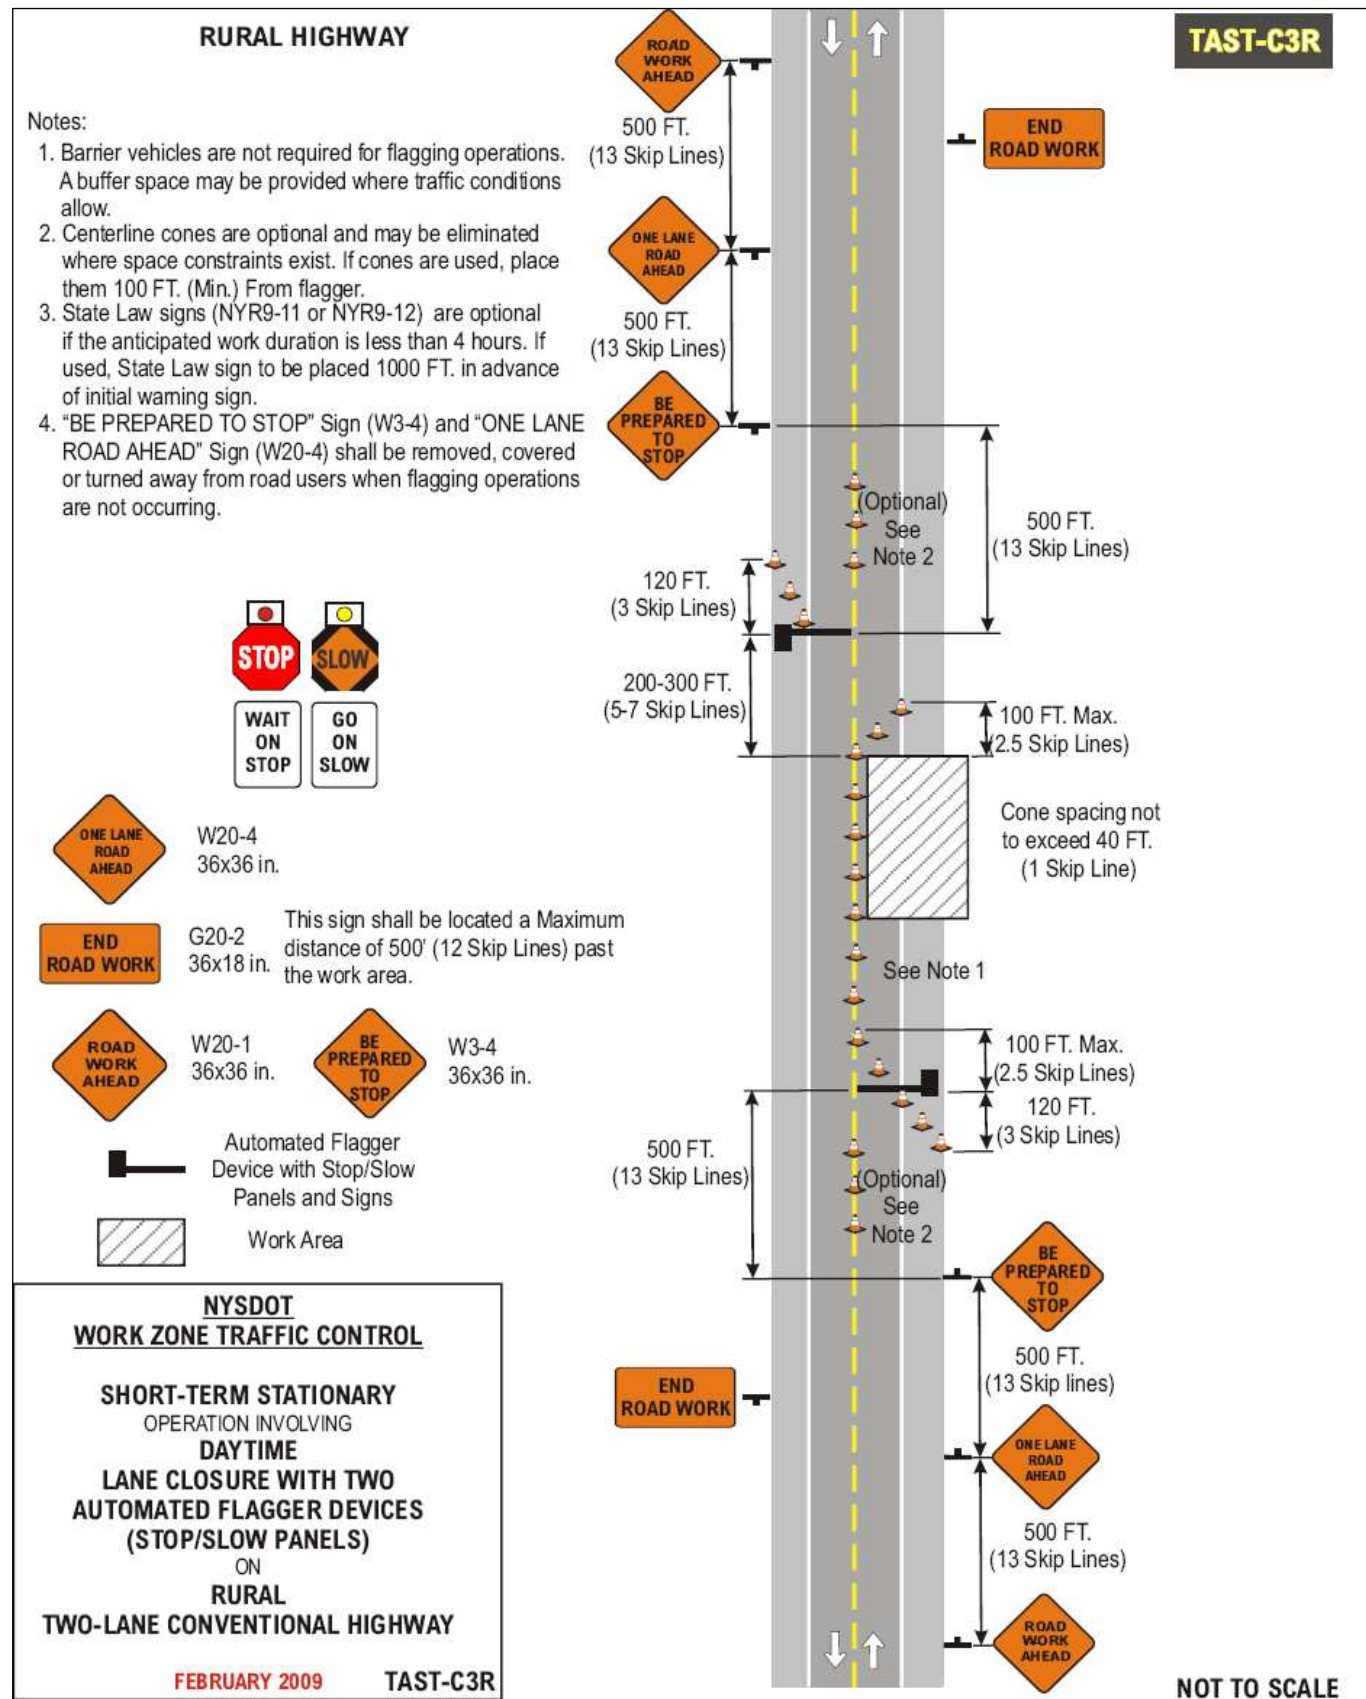 RURAL HIGHWAY
TAST-C3R
Notes:
1. Barrier vehicles are not required for flagging operations.
A buffer space may be provided where traffic conditions
allow.
2. Centerline cones are optional and may be eliminated
where space constraints exist. If cones are used, place
them 100 FT. (Min.) From flagger.
3. State Law signs (NYR9-11 or NYR9-12) are optional
if the anticipated work duration is less than 4 hours. If
used, State Law sign to be placed 1000 FT. in advance
of initial warning sign.
4. “BE PREPARED TO STOP” Sign (W3-4) and “ONE LANE
ROAD AHEAD” Sign (W20-4) shall be removed, covered
or turned away from road users when flagging operations
are not occurring.
STOP
SLOW
WAIT
ON
STOP
GO
ON
SLOW
ONE LANE
ROAD
AHEAD
W20-4
36x36 in.
END
ROAD WORK
G20-2
36x18 in.
This sign shall be located a Maximum
distance of 500' (12 Skip Lines) past
the work area.
ROAD
WORK
AHEAD
W20-1
36x36 in.
BE
PREPARED
TO
STOP
W3-4
36x36 in.
Automated Flagger
Device with Stop/Slow
Panels and Signs
Work Area
NYSDOT
WORK ZONE TRAFFIC CONTROL
SHORT-TERM STATIONARY
OPERATION INVOLVING
DAYTIME
LANE CLOSURE WITH TWO
AUTOMATED FLAGGER DEVICES
(STOP/SLOW PANELS)
ON
RURAL
TWO-LANE CONVENTIONAL HIGHWAY
FEBRUARY 2009
TAST-C3R
ROAD
WORK
AHEAD
500 FT.
(13 Skip Lines)
END
ROAD WORK
ONE LANE
ROAD
AHEAD
500 FT.
(13 Skip Lines)
BE
PREPARED
TO
STOP
(Optional)
See
Note 2
500 FT.
(13 Skip Lines)
120 FT.
(3 Skip Lines)
200-300 FT.
(5-7 Skip Lines)
100 FT. Max.
(2.5 Skip Lines)
Cone spacing not
to exceed 40 FT.
(1 Skip Line)
See Note 1
100 FT. Max.
(2.5 Skip Lines)
120 FT.
(3 Skip Lines)
500 FT.
(13 Skip Lines)
(Optional)
See
Note 2
BE
PREPARED
TO
STOP
500 FT.
(13 Skip lines)
END
ROAD WORK
ONE LANE
ROAD
AHEAD
500 FT.
(13 Skip Lines)
ROAD
WORK
AHEAD
NOT TO SCALE